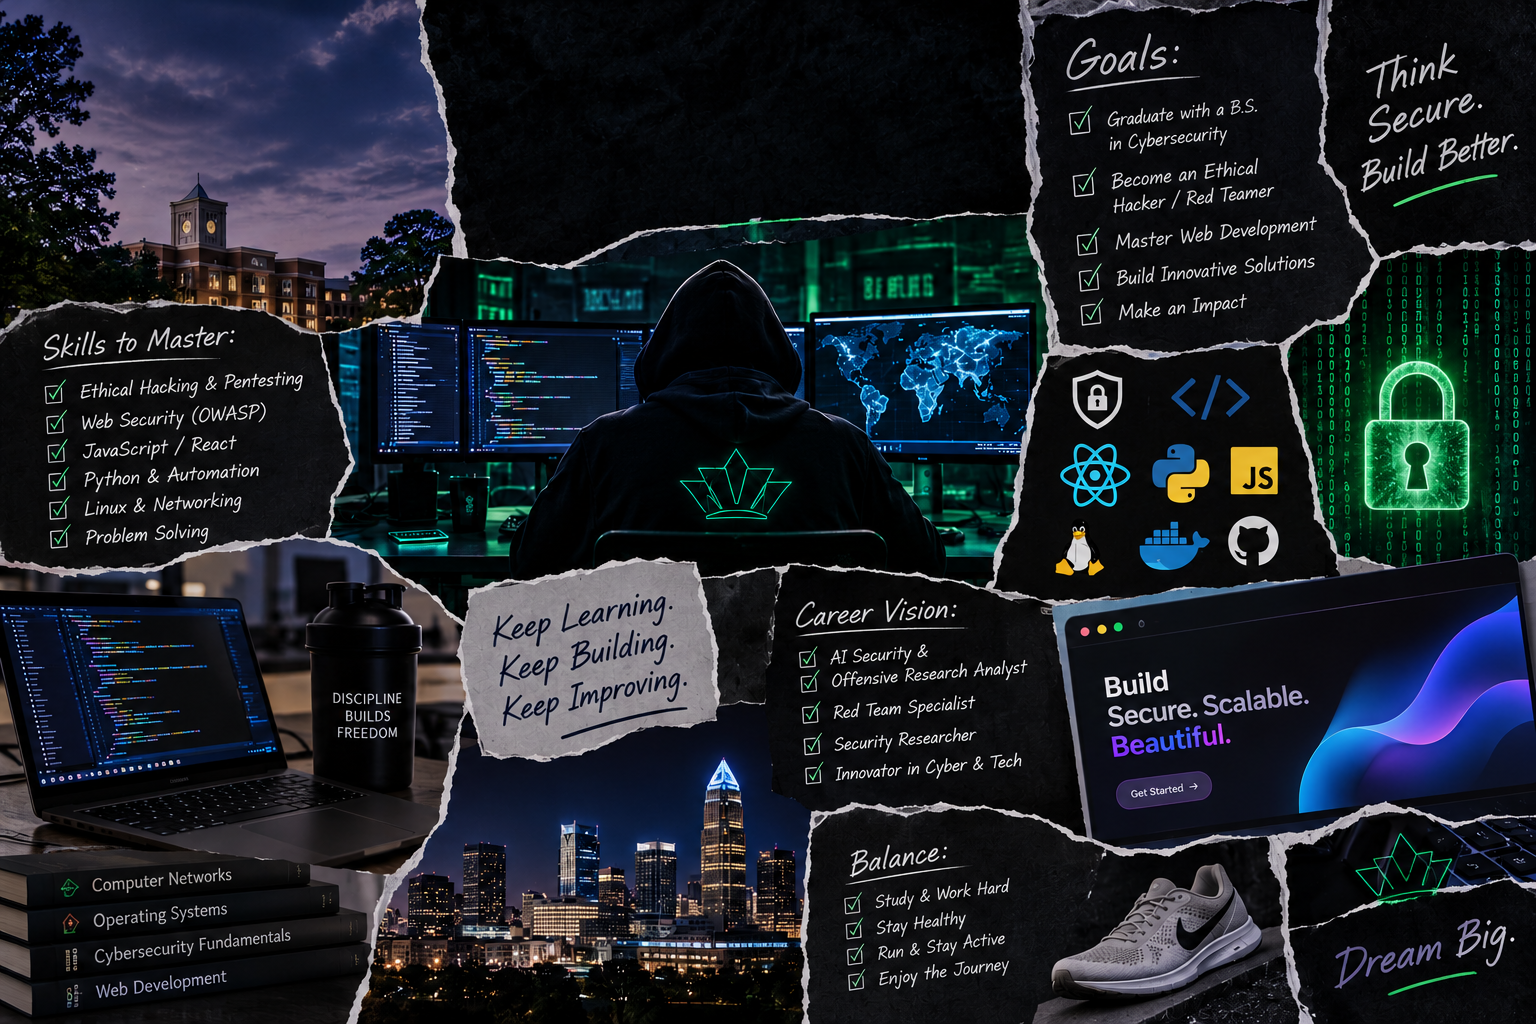 Goals:
Graduate with a B.S.
in Cybersecurity
Become an Ethical
Hacker / Red Teamer
Master Web Development
Build Innovative Solutions
Make an Impact
Think
Secure.
Build Better.
Skills to Master:
Ethical Hacking & Pentesting
Web Security (OWASP)
JavaScript / React
Python & Automation
Linux & Networking
Problem Solving
JS
DISCIPLINE
BUILDS
FREEDOM
Keep Learning.
Keep Building.
Keep Improving.
Career Vision:
AI Security &
Offensive Research Analyst
Red Team Specialist
Security Researcher
Innovator in Cyber & Tech
Build
Secure. Scalable.
Beautiful.
Get Started →
Computer Networks
Operating Systems
Cybersecurity Fundamentals
Web Development
Balance:
Study & Work Hard
Stay Healthy
Run & Stay Active
Enjoy the Journey
Dream Big.